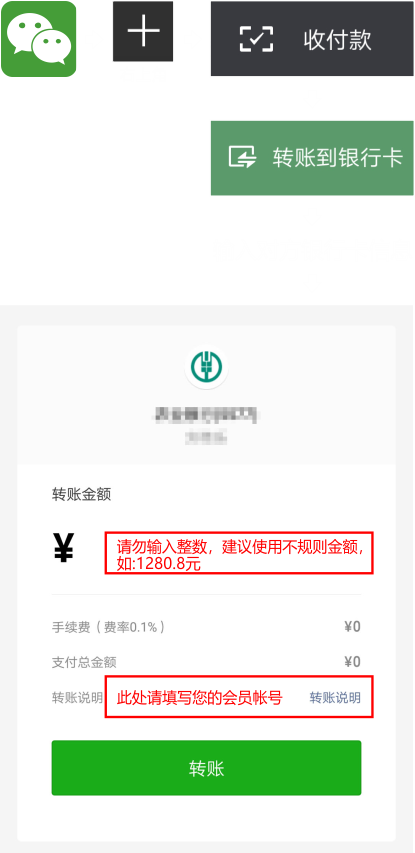 收付款
转账到银行卡
转账金额
¥
请勿输入整数，建议使用不规则金额，
如:1280.8元
手续费（费率0.1%） ¥0
支付总金额 ¥0
转账说明 此处请填写您的会员帐号 转账说明
转账